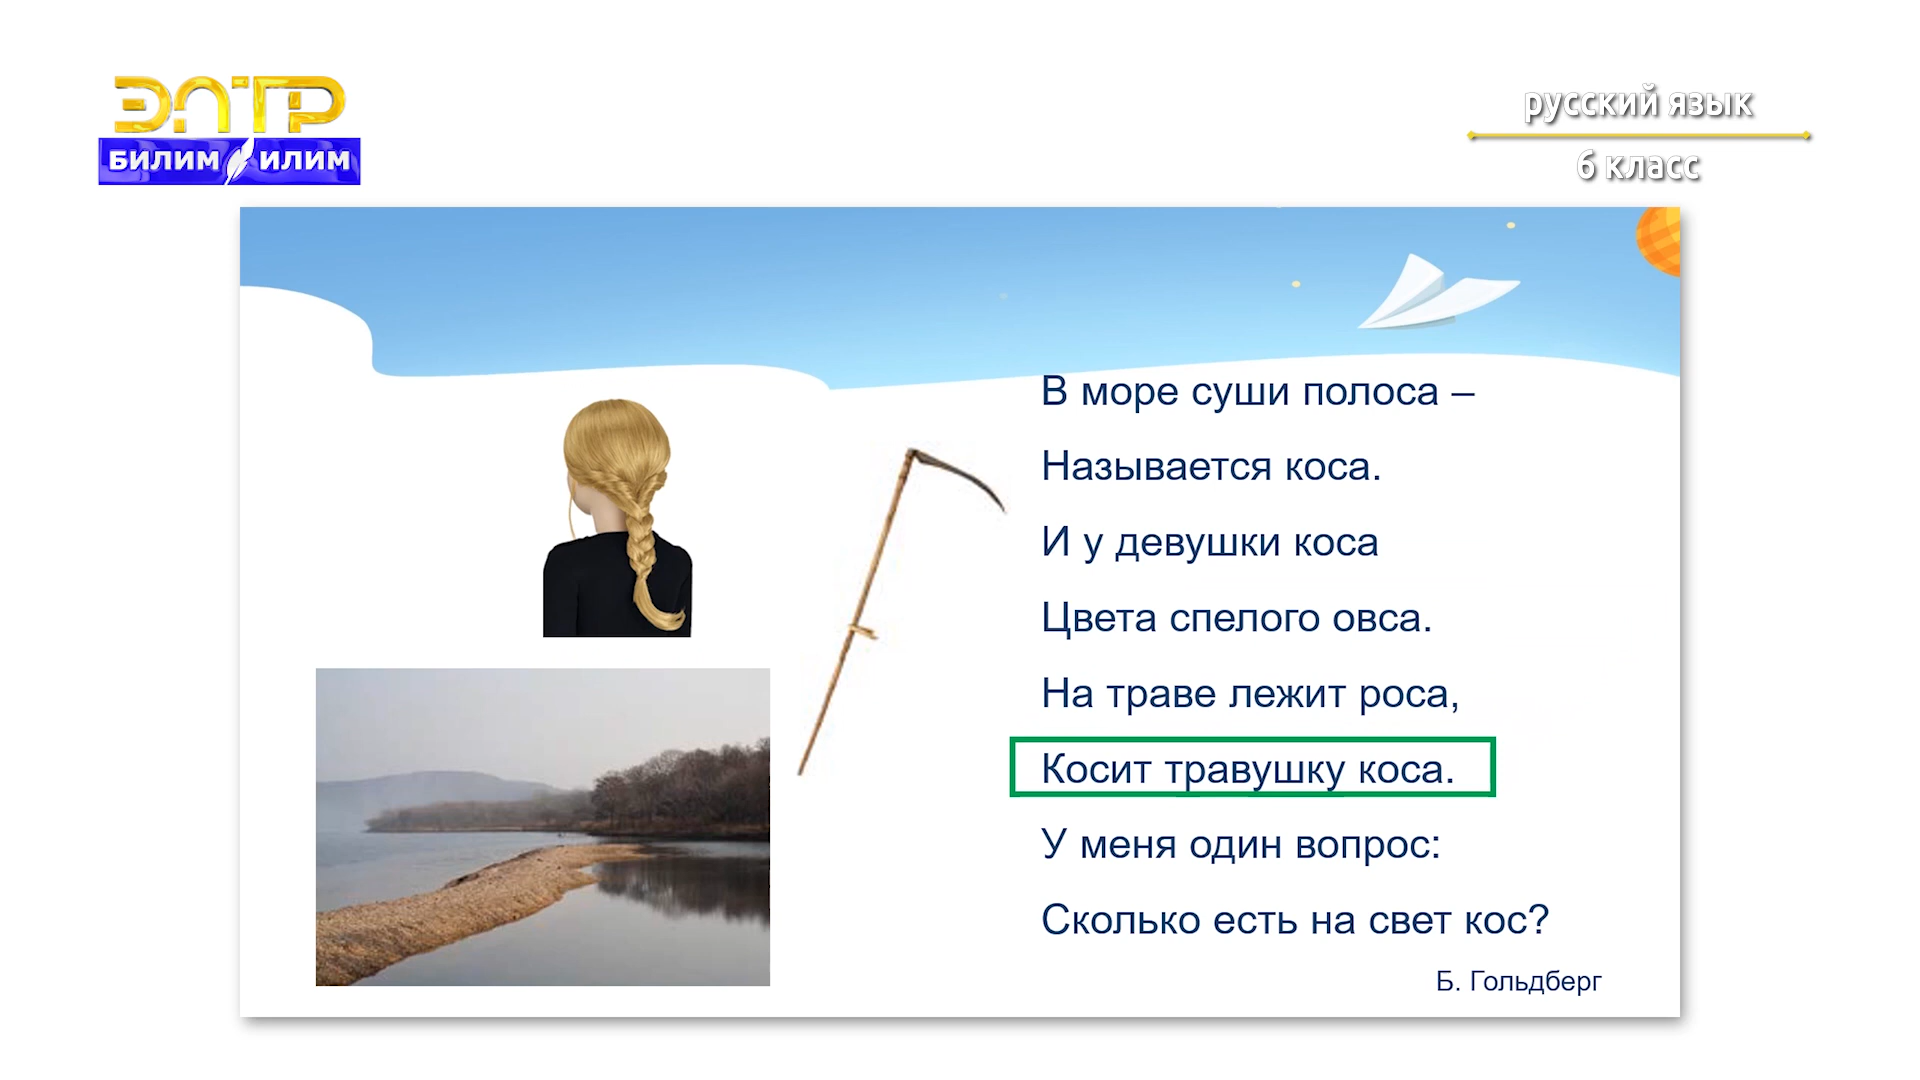 ЭЛТР
БИЛИМ ИЛИМ
русский язык
6 класс
В море суши полоса –
Называется коса.
И у девушки коса
Цвета спелого овса.
На траве лежит роса,
Косит травушку коса.
У меня один вопрос:
Сколько есть на свет кос?
Б. Гольдберг